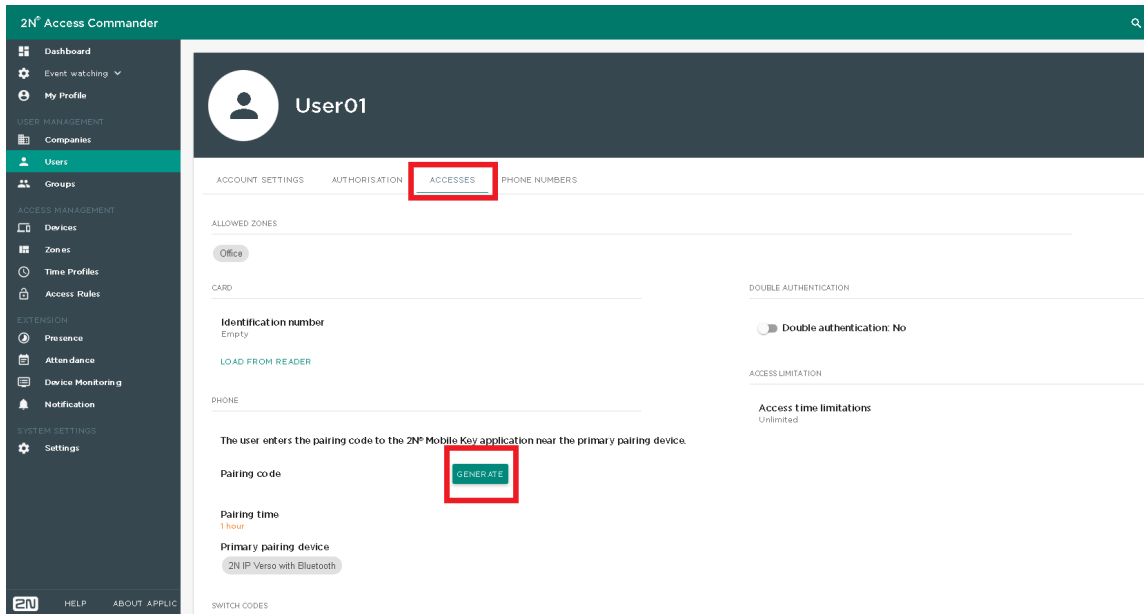 2N® Access Commander
Dashboard
Event watching
My Profile
USER MANAGEMENT
Companies
Users
Groups
ACCESS MANAGEMENT
Devices
Zones
Time Profiles
Access Rules
EXTENSION
Presence
Attendance
Device Monitoring
Notification
SYSTEM SETTINGS
Settings
2N HELP ABOUT APPLIC
User01
ACCOUNT SETTINGS AUTHORISATION ACCESSES PHONE NUMBERS
ALLOWED ZONES
Office
CARD
Identification number
Empty
LOAD FROM READER
PHONE
The user enters the pairing code to the 2N® Mobile Key application near the primary pairing device.
Pairing code GENERATE
Pairing time
1 hour
Primary pairing device
2N IP Verso with Bluetooth
SWITCH CODES
DOUBLE AUTHENTICATION
Double authentication: No
ACCESS LIMITATION
Access time limitations
Unlimited